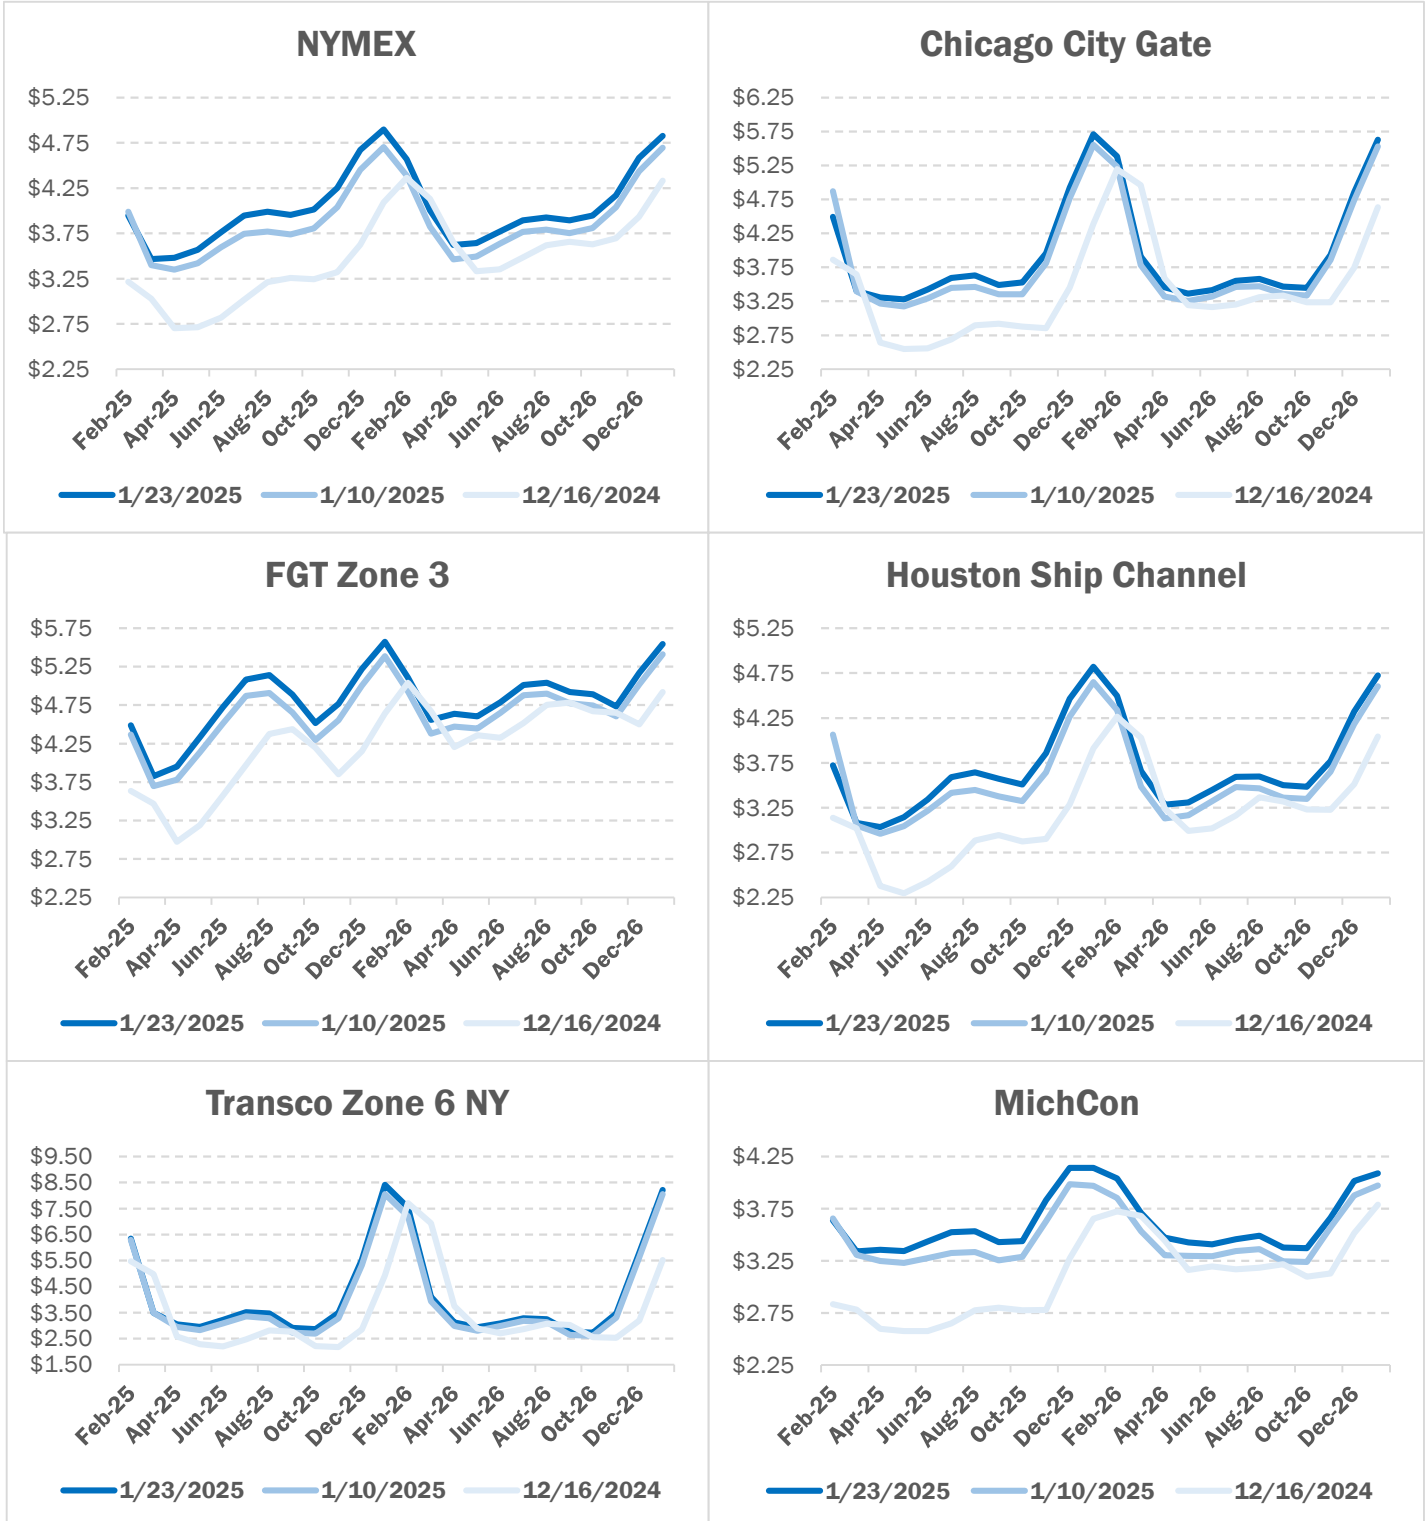 NYMEX
$5.25
$4.75
$4.25
$3.75
$3.25
$2.75
$2.25
Feb-25 Apr-25 Jun-25 Aug-25 Oct-25 Dec-25 Feb-26 Apr-26 Jun-26 Aug-26 Oct-26 Dec-26
1/23/2025 1/10/2025 12/16/2024
Chicago City Gate
$6.25
$5.75
$5.25
$4.75
$4.25
$3.75
$3.25
$2.75
$2.25
Feb-25 Apr-25 Jun-25 Aug-25 Oct-25 Dec-25 Feb-26 Apr-26 Jun-26 Aug-26 Oct-26 Dec-26
1/23/2025 1/10/2025 12/16/2024
FGT Zone 3
$5.75
$5.25
$4.75
$4.25
$3.75
$3.25
$2.75
$2.25
Feb-25 Apr-25 Jun-25 Aug-25 Oct-25 Dec-25 Feb-26 Apr-26 Jun-26 Aug-26 Oct-26 Dec-26
1/23/2025 1/10/2025 12/16/2024
Houston Ship Channel
$5.25
$4.75
$4.25
$3.75
$3.25
$2.75
$2.25
Feb-25 Apr-25 Jun-25 Aug-25 Oct-25 Dec-25 Feb-26 Apr-26 Jun-26 Aug-26 Oct-26 Dec-26
1/23/2025 1/10/2025 12/16/2024
Transco Zone 6 NY
$9.50
$8.50
$7.50
$6.50
$5.50
$4.50
$3.50
$2.50
$1.50
Feb-25 Apr-25 Jun-25 Aug-25 Oct-25 Dec-25 Feb-26 Apr-26 Jun-26 Aug-26 Oct-26 Dec-26
1/23/2025 1/10/2025 12/16/2024
MichCon
$4.25
$3.75
$3.25
$2.75
$2.25
Feb-25 Apr-25 Jun-25 Aug-25 Oct-25 Dec-25 Feb-26 Apr-26 Jun-26 Aug-26 Oct-26 Dec-26
1/23/2025 1/10/2025 12/16/2024